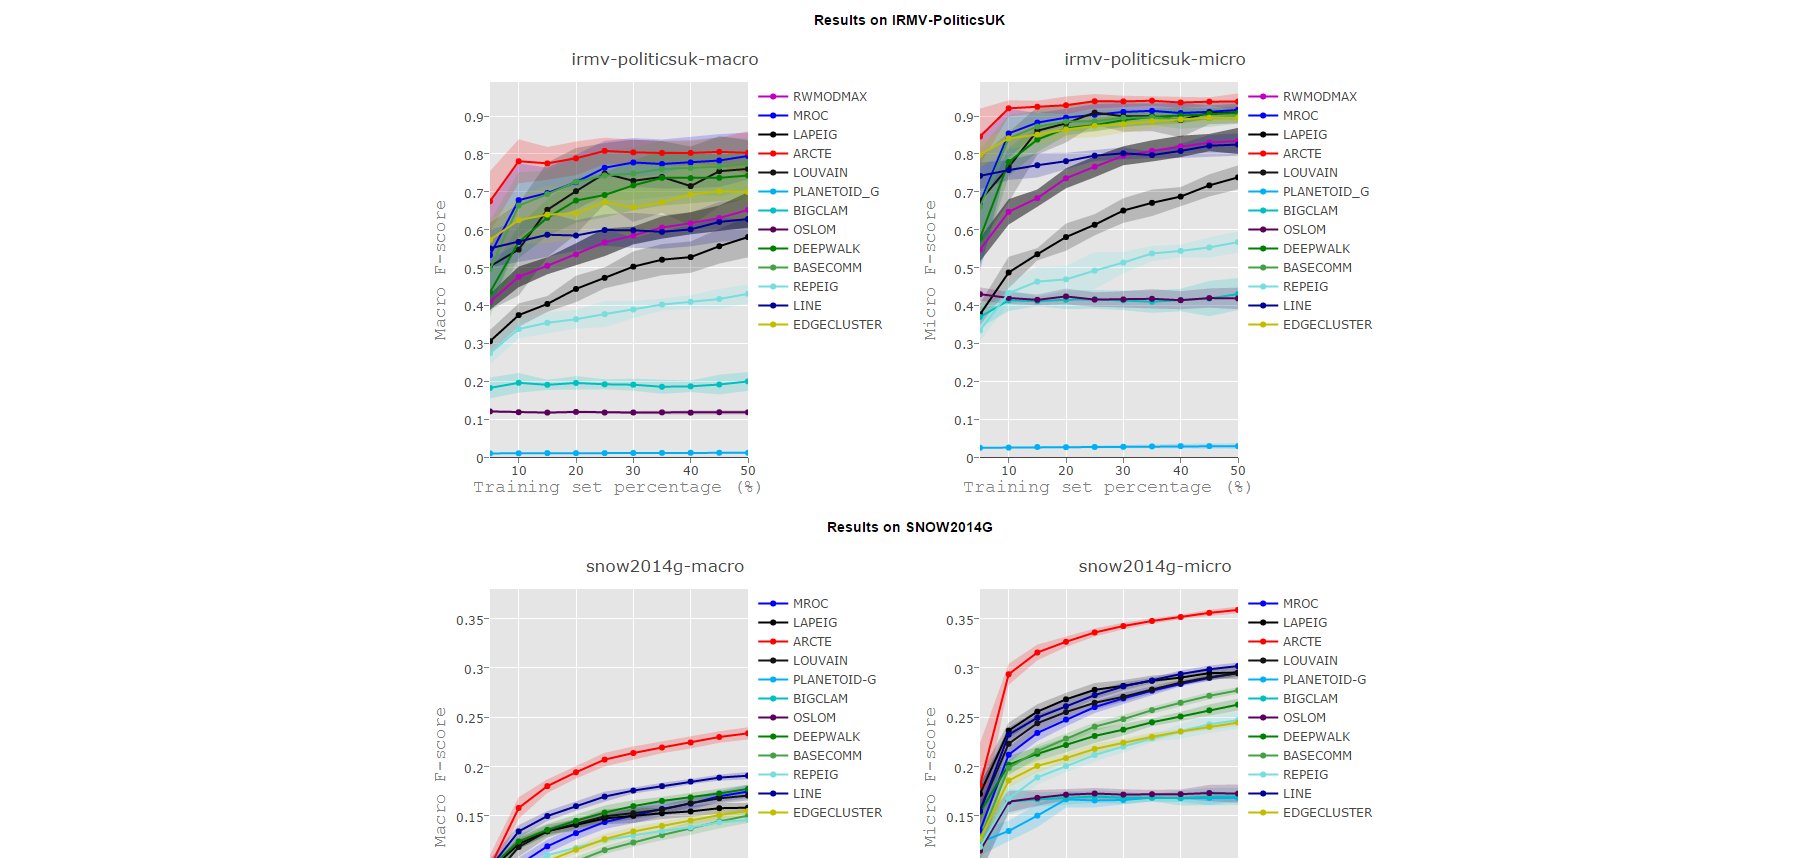 Results on IRMV-PoliticsUK
irmv-politicsuk-macro
Macro F-score
0.9
0.8
0.7
0.6
0.5
0.4
0.3
0.2
0.1
0
10 20 30 40 50
Training set percentage (%)
RWMODMAX
MROC
LAPEIG
ARCTE
LOUVAIN
PLANETOID_G
BIGCLAM
OSLOM
DEEPWALK
BASECOMM
REPEIG
LINE
EDGECLUSTER
irmv-politicsuk-micro
Micro F-score
0.9
0.8
0.7
0.6
0.5
0.4
0.3
0.2
0.1
0
10 20 30 40 50
Training set percentage (%)
RWMODMAX
MROC
LAPEIG
ARCTE
LOUVAIN
PLANETOID_G
BIGCLAM
OSLOM
DEEPWALK
BASECOMM
REPEIG
LINE
EDGECLUSTER
Results on SNOW2014G
snow2014g-macro
Macro F-score
0.35
0.3
0.25
0.2
0.15
MROC
LAPEIG
ARCTE
LOUVAIN
PLANETOID-G
BIGCLAM
OSLOM
DEEPWALK
BASECOMM
REPEIG
LINE
EDGECLUSTER
snow2014g-micro
Micro F-score
0.35
0.3
0.25
0.2
0.15
MROC
LAPEIG
ARCTE
LOUVAIN
PLANETOID-G
BIGCLAM
OSLOM
DEEPWALK
BASECOMM
REPEIG
LINE
EDGECLUSTER